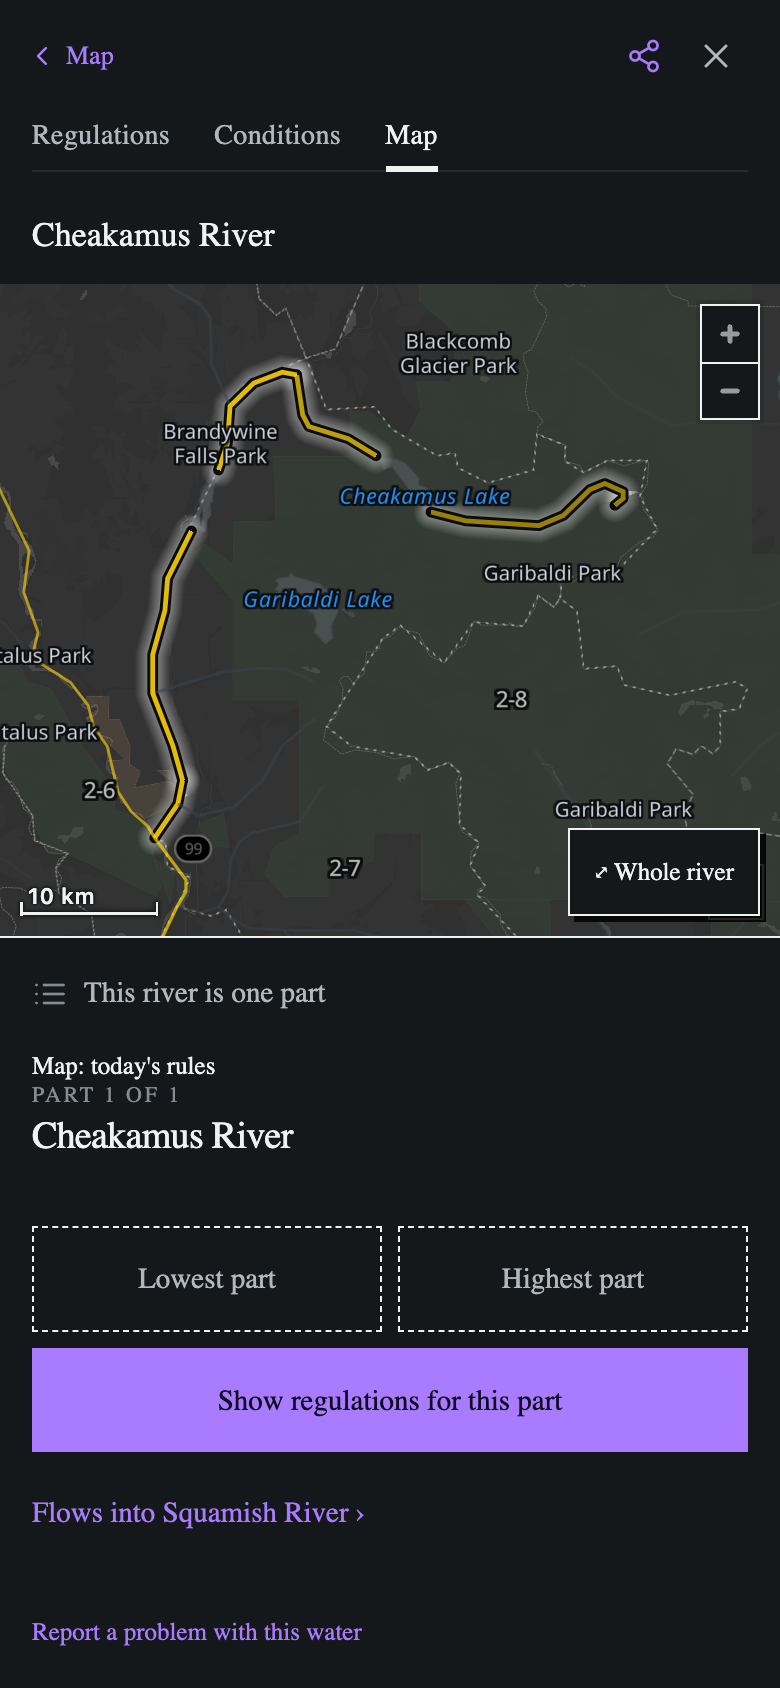 Map
Regulations
Conditions
Map
Cheakamus River
Blackcomb
Glacier Park
Brandywine
Falls Park
Cheakamus Lake
Garibaldi Park
Garibaldi Lake
talus Park
2-8
talus Park
2-6
Garibaldi Park
99
2-7
Whole river
10 km
This river is one part
Map: today's rules
PART 1 OF 1
Cheakamus River
Lowest part
Highest part
Show regulations for this part
Flows into Squamish River ›
Report a problem with this water